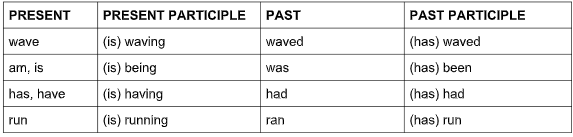 PRESENT PRESENT PARTICIPLE PAST PAST PARTICIPLE
wave (is) waving waved (has) waved
am, is (is) being was (has) been
has, have (is) having had (has) had
run (is) running ran (has) run